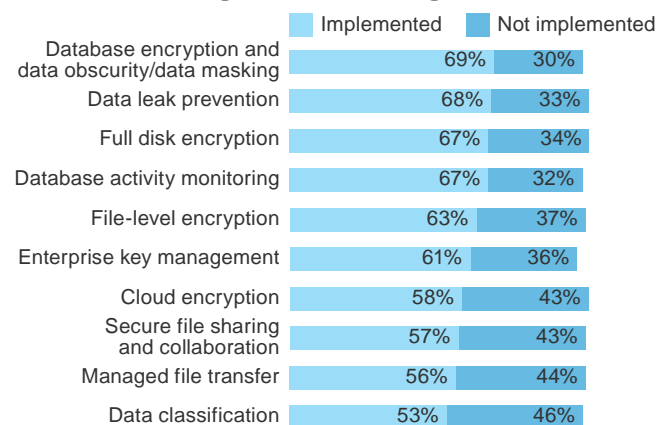 Implemented Not implemented
Database encryption and
data obscurity/data masking 69% 30%
Data leak prevention 68% 33%
Full disk encryption 67% 34%
Database activity monitoring 67% 32%
File-level encryption 63% 37%
Enterprise key management 61% 36%
Cloud encryption 58% 43%
Secure file sharing
and collaboration 57% 43%
Managed file transfer 56% 44%
Data classification 53% 46%